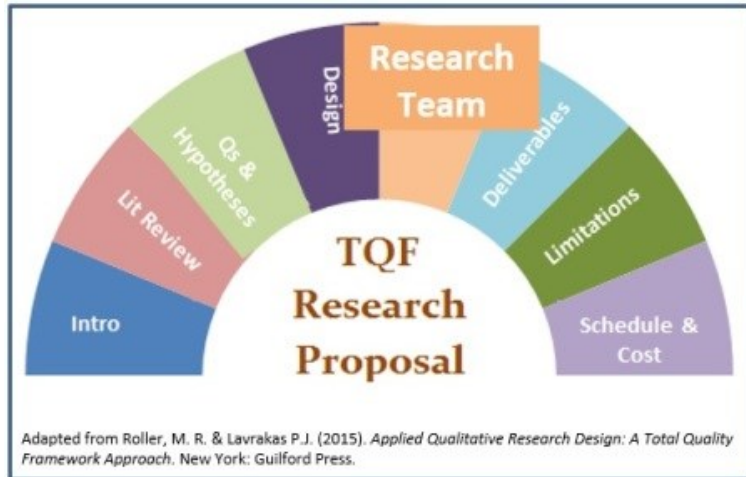 Intro
Lit Review
Qs &
Hypotheses
Design
Research
Team
Deliverables
Limitations
Schedule &
Cost
TQF
Research
Proposal
Adapted from Roller, M. R. & Lavrakas P.J. (2015). Applied Qualitative Research Design: A Total Quality
Framework Approach. New York: Guilford Press.